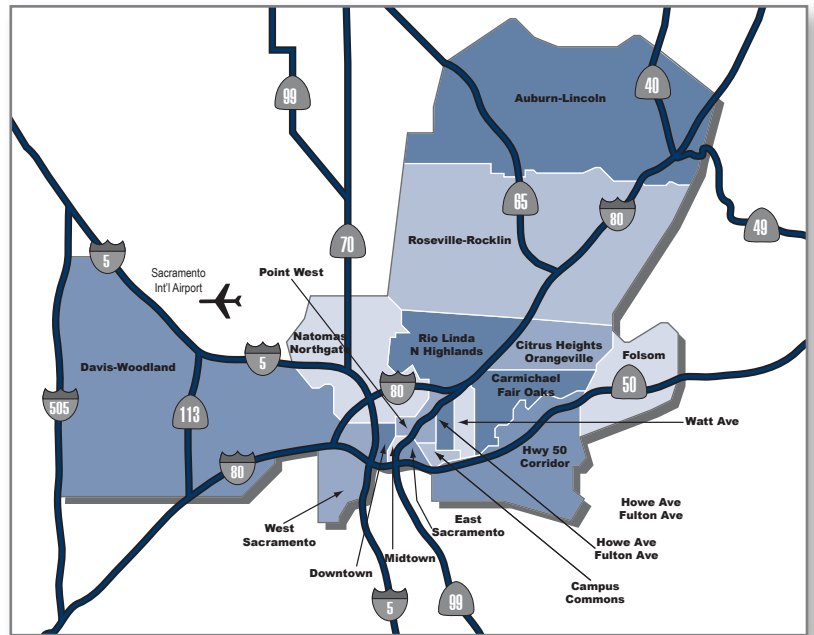 99
40
Auburn-Lincoln
65
80
49
Roseville-Rocklin
70
5
Sacramento
Int'l Airport
Point West
Natomas
Northgate
Rio Linda
N Highlands
Citrus Heights
Orangeville
Folsom
Davis-Woodland
5
80
Carmichael
Fair Oaks
50
505
113
Watt Ave
80
Hwy 50
Corridor
Howe Ave
Fulton Ave
West
Sacramento
East
Sacramento
Howe Ave
Fulton Ave
Midtown
Downtown
Campus
Commons
5
99